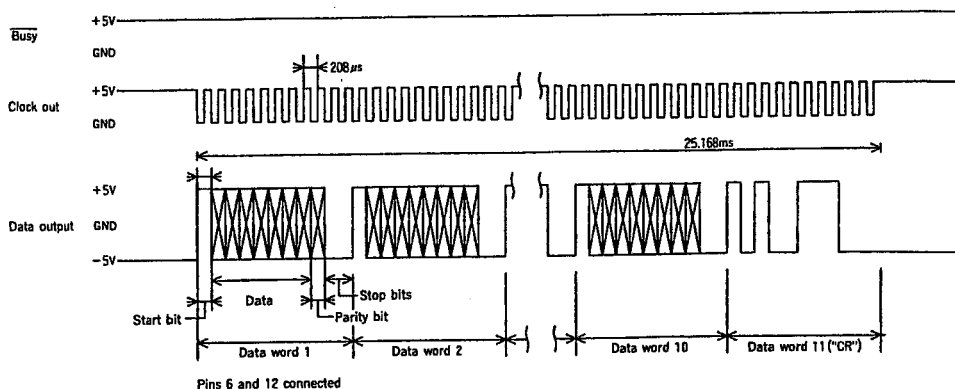 +5V
Busy
GND
208µs
+5V
Clock out
GND
25.168ms
+5V
Data output
GND
−5V
Data
Stop bits
Start bit
Parity bit
Data word 1
Data word 2
Data word 10
Data word 11 ("CR")
Pins 6 and 12 connected